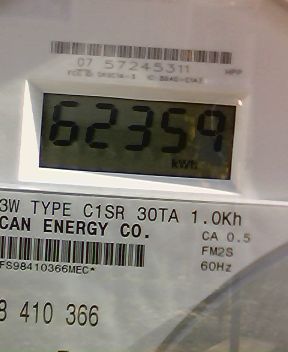 07 57245311 HPP
62359
kWh
3W TYPE C1SR 30TA 1.0Kh
CAN ENERGY CO. CA 0.5
FM2S
FS98410366MEC* 60Hz
8 410 366